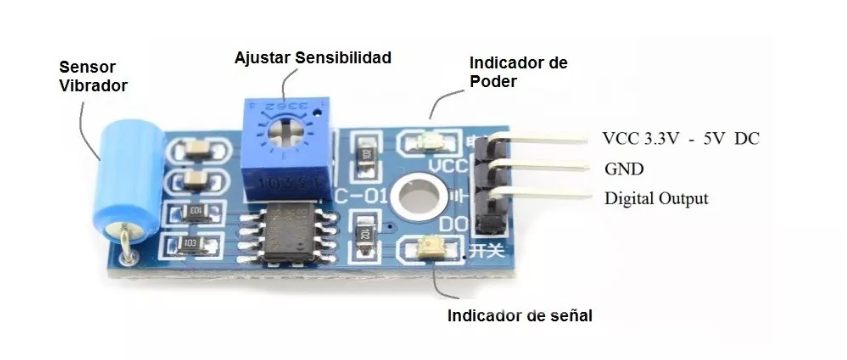 Ajustar Sensibilidad
Sensor
Vibrador
Indicador de
Poder
3362
VCC 3.3V - 5V DC
GND
Digital Output
VCC
C-01
DO
开关
103
102
Indicador de señal